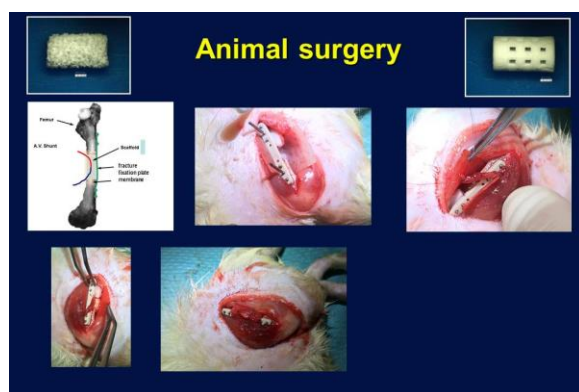 Animal surgery
Femur
A.V. Shunt
Scaffold
fracture
fixation plate
membrane